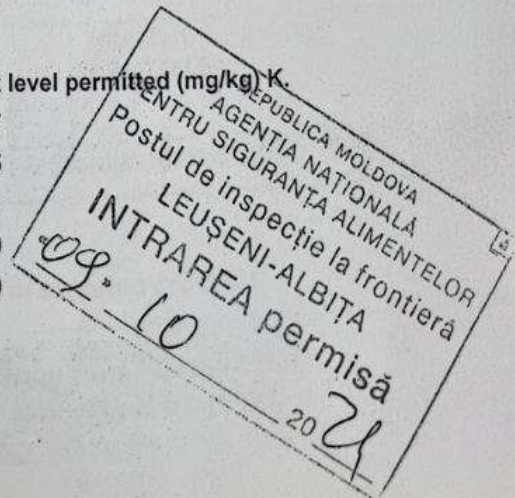 level permitted (mg/kg) K.
REPUBLICA MOLDOVA
AGENȚIA NAȚIONALĂ
PENTRU SIGURANȚA ALIMENTELOR
Postul de inspecție la frontieră
LEUȘENI-ALBIȚA
INTRAREA permisă
"09" 10
20 24